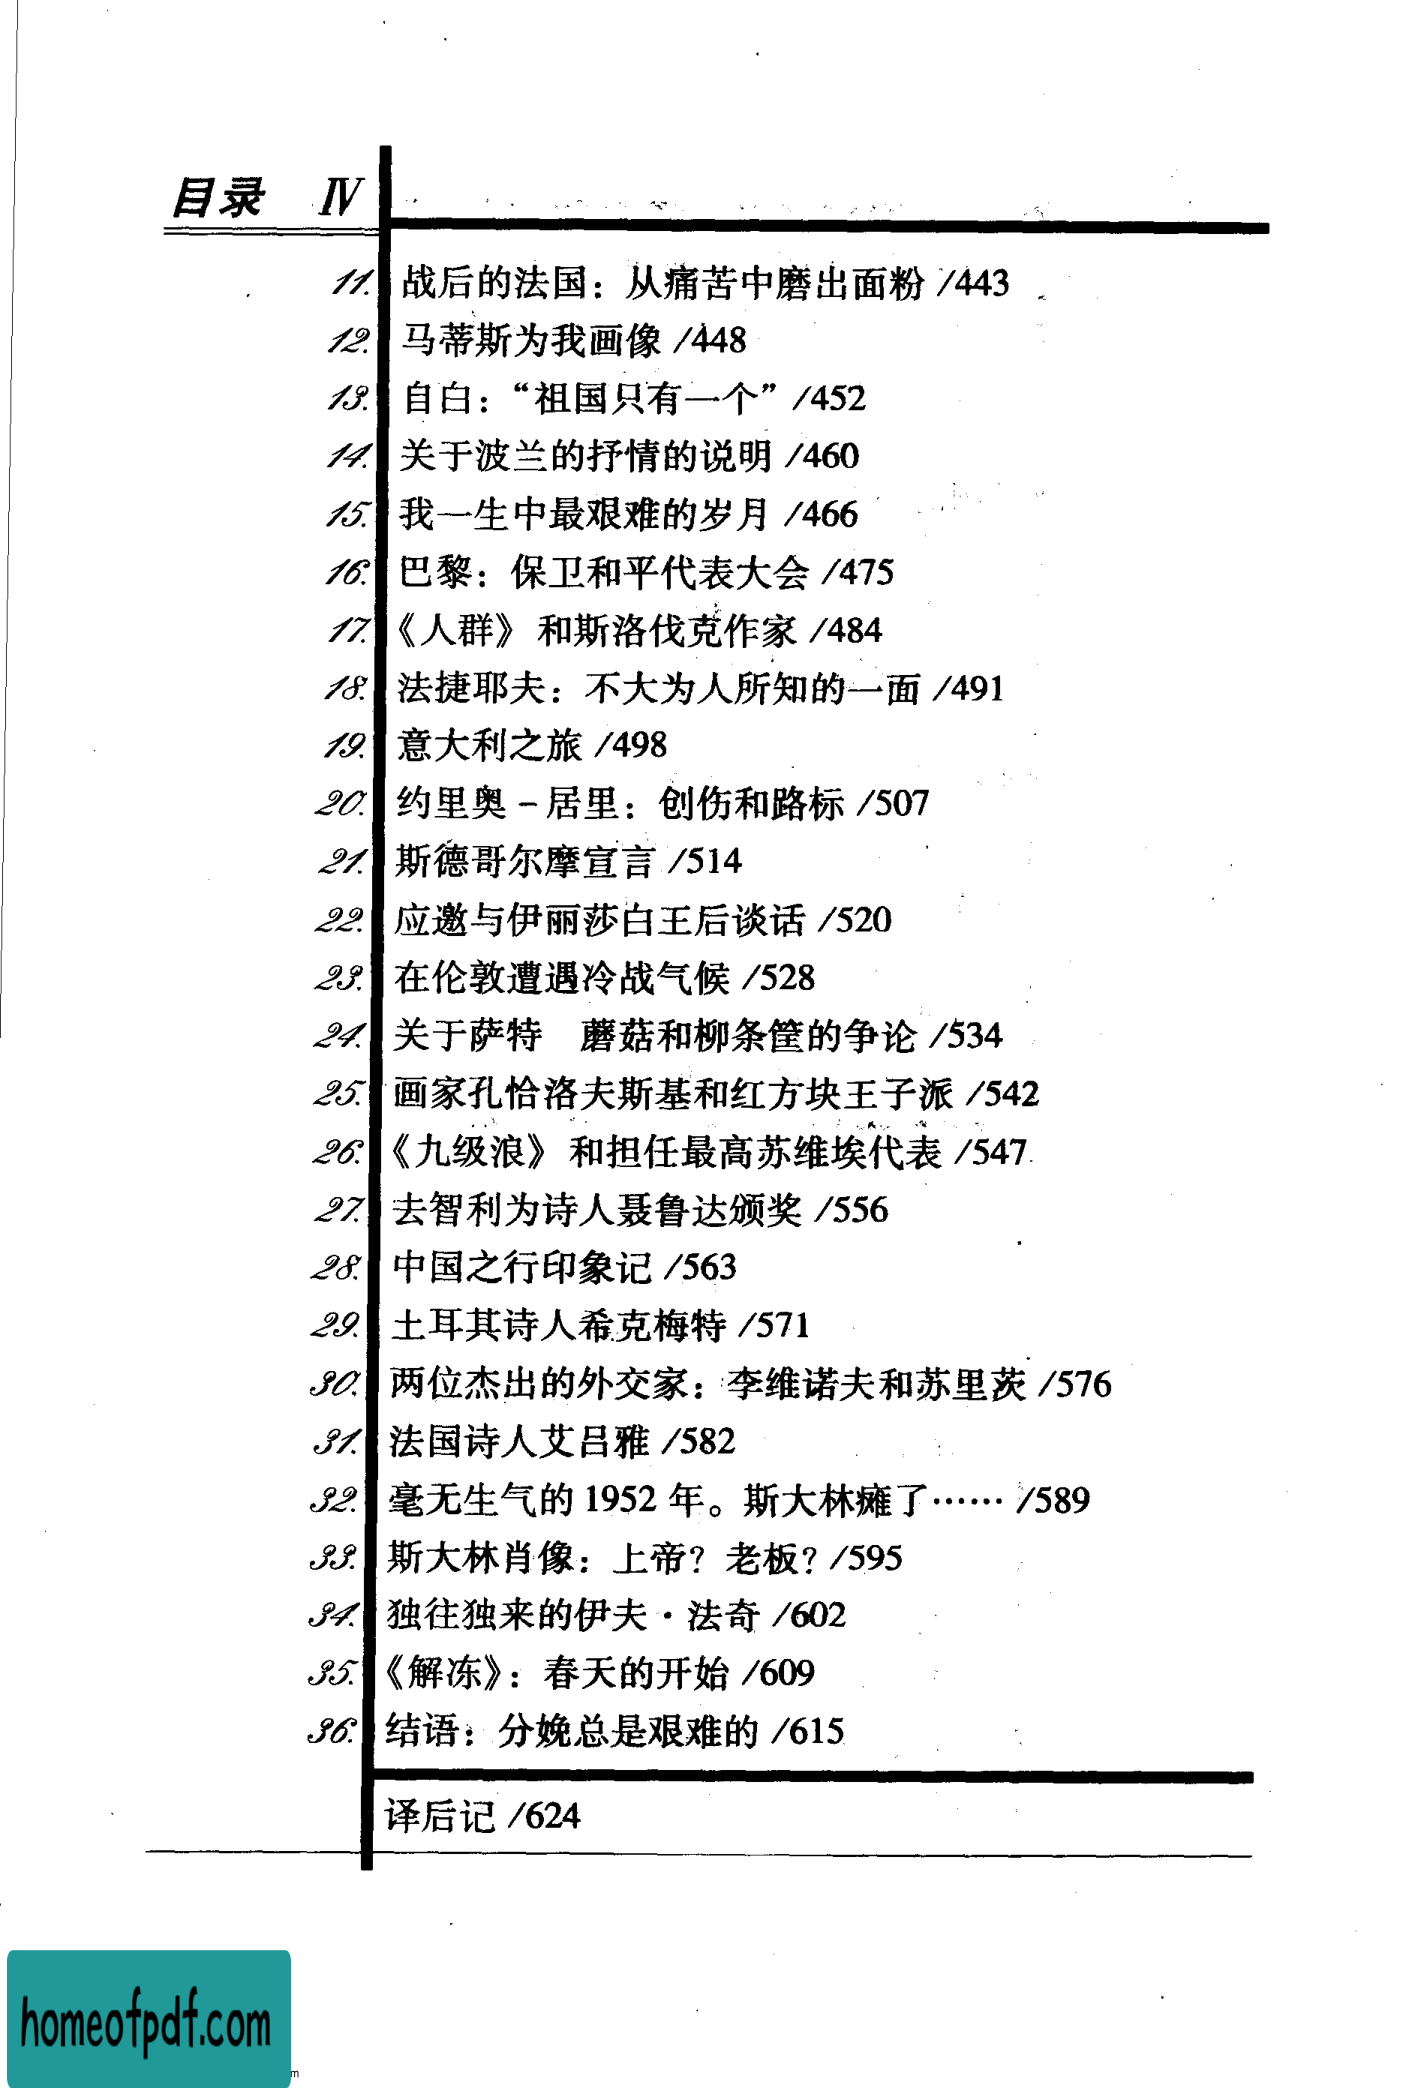 目录 Ⅳ
11. 战后的法国：从痛苦中磨出面粉 /443
12. 马蒂斯为我画像 /448
13. 自白：“祖国只有一个” /452
14. 关于波兰的抒情的说明 /460
15. 我一生中最艰难的岁月 /466
16. 巴黎：保卫和平代表大会 /475
17. 《人群》和斯洛伐克作家 /484
18. 法捷耶夫：不大为人所知的一面 /491
19. 意大利之旅 /498
20. 约里奥－居里：创伤和路标 /507
21. 斯德哥尔摩宣言 /514
22. 应邀与伊丽莎白王后谈话 /520
23. 在伦敦遭遇冷战气候 /528
24. 关于萨特　蘑菇和柳条筐的争论 /534
25. 画家孔恰洛夫斯基和红方块王子派 /542
26. 《九级浪》和担任最高苏维埃代表 /547
27. 去智利为诗人聂鲁达颁奖 /556
28. 中国之行印象记 /563
29. 土耳其诗人希克梅特 /571
30. 两位杰出的外交家：李维诺夫和苏里茨 /576
31. 法国诗人艾吕雅 /582
32. 毫无生气的 1952 年。斯大林瘫了…… /589
33. 斯大林肖像：上帝？老板？/595
34. 独往独来的伊夫·法奇 /602
35. 《解冻》：春天的开始 /609
36. 结语：分娩总是艰难的 /615
译后记 /624
homeofpdf.com
m